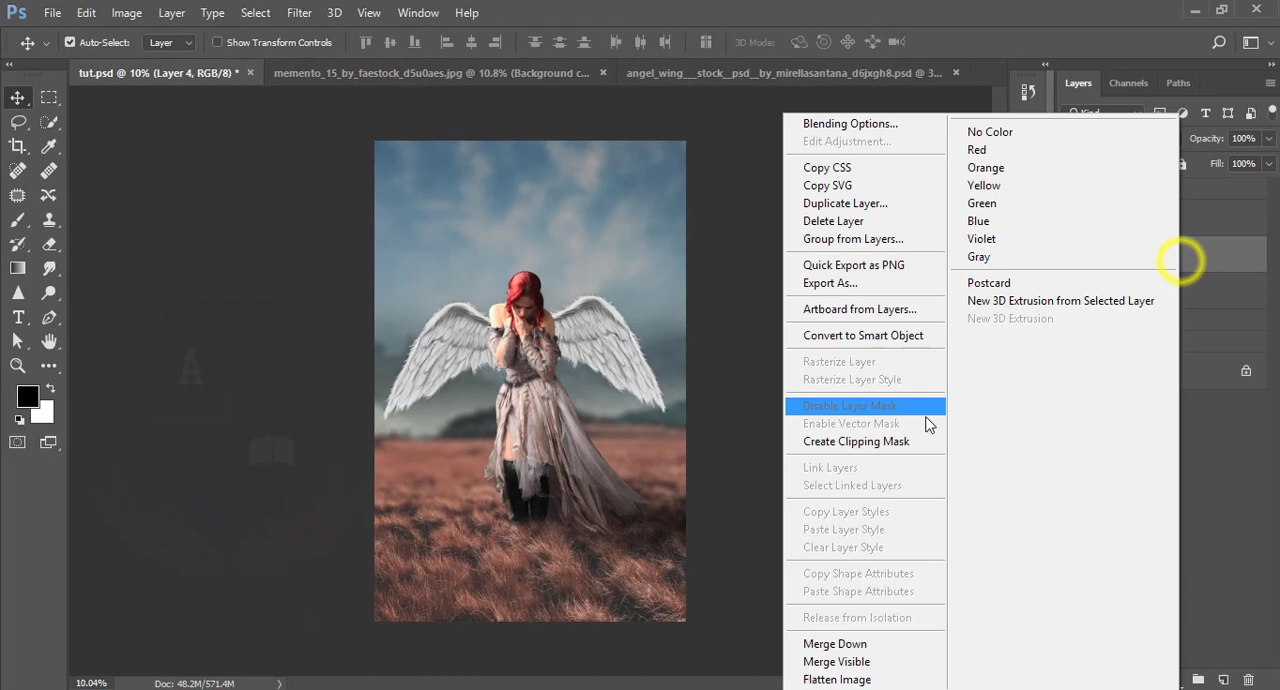 Ps File Edit Image Layer Type Select Filter 3D View Window Help
Auto-Select: Layer Show Transform Controls 3D Mode:
tut.psd @ 10% (Layer 4, RGB/8) * × memento_15_by_faestock_d5u0aes.jpg @ 10.8% (Background c... × angel_wing__stock__psd__by_mirellasantana_d6jxgh8.psd @ 3... ×
Layers Channels Paths
Kind
Opacity: 100%
Fill: 100%
Blending Options...
Edit Adjustment...
Copy CSS
Copy SVG
Duplicate Layer...
Delete Layer
Group from Layers...
Quick Export as PNG
Export As...
Artboard from Layers...
Convert to Smart Object
Rasterize Layer
Rasterize Layer Style
Disable Layer Mask
Enable Vector Mask
Create Clipping Mask
Link Layers
Select Linked Layers
Copy Layer Styles
Paste Layer Style
Clear Layer Style
Copy Shape Attributes
Paste Shape Attributes
Release from Isolation
Merge Down
Merge Visible
Flatten Image
No Color
Red
Orange
Yellow
Green
Blue
Violet
Gray
Postcard
New 3D Extrusion from Selected Layer
New 3D Extrusion
A
10.04% Doc: 48.2M/571.4M